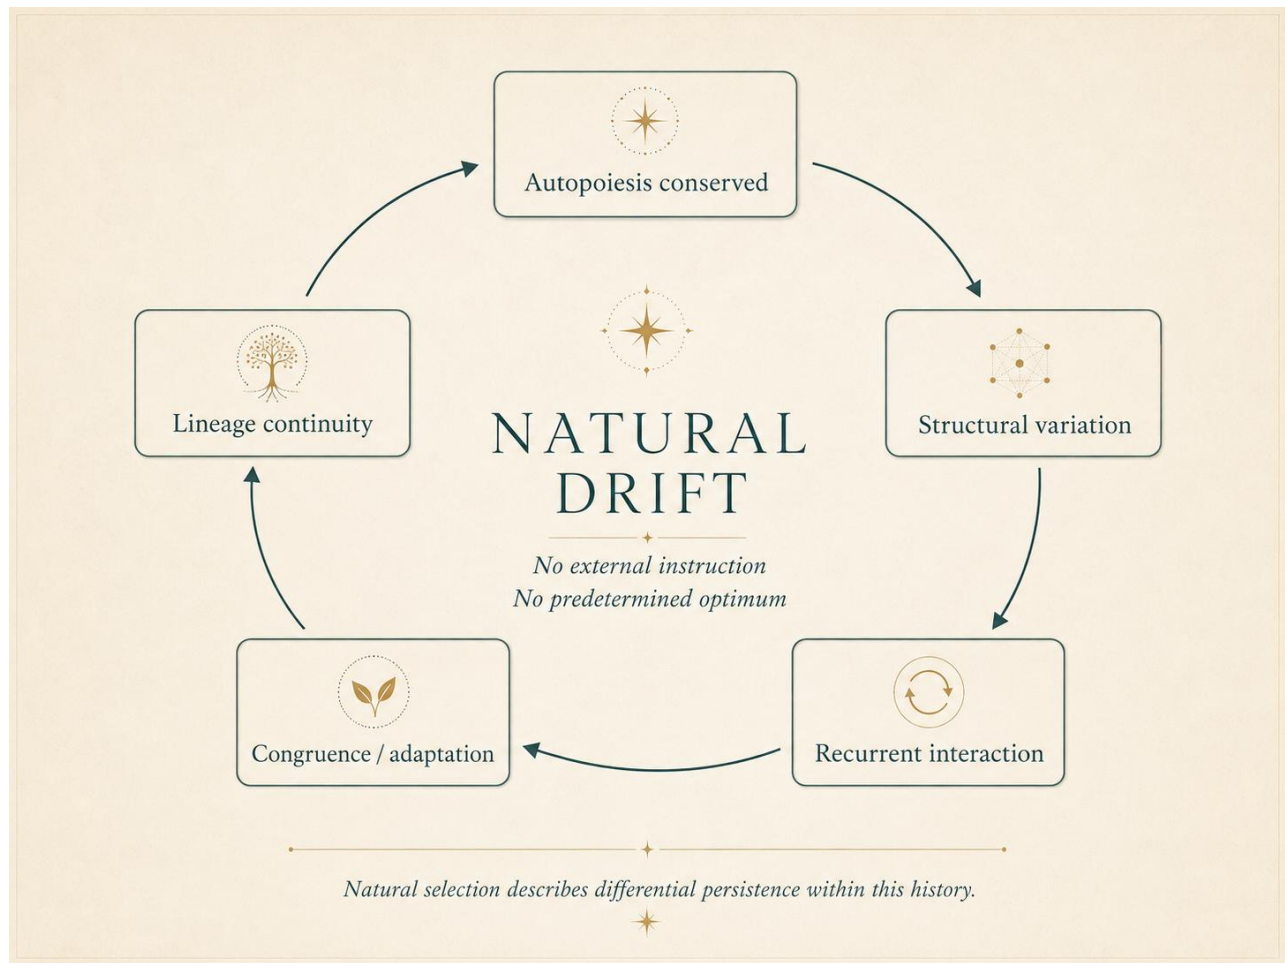 Autopoiesis conserved
Lineage continuity
Structural variation
NATURAL
DRIFT
No external instruction
No predetermined optimum
Congruence / adaptation
Recurrent interaction
Natural selection describes differential persistence within this history.